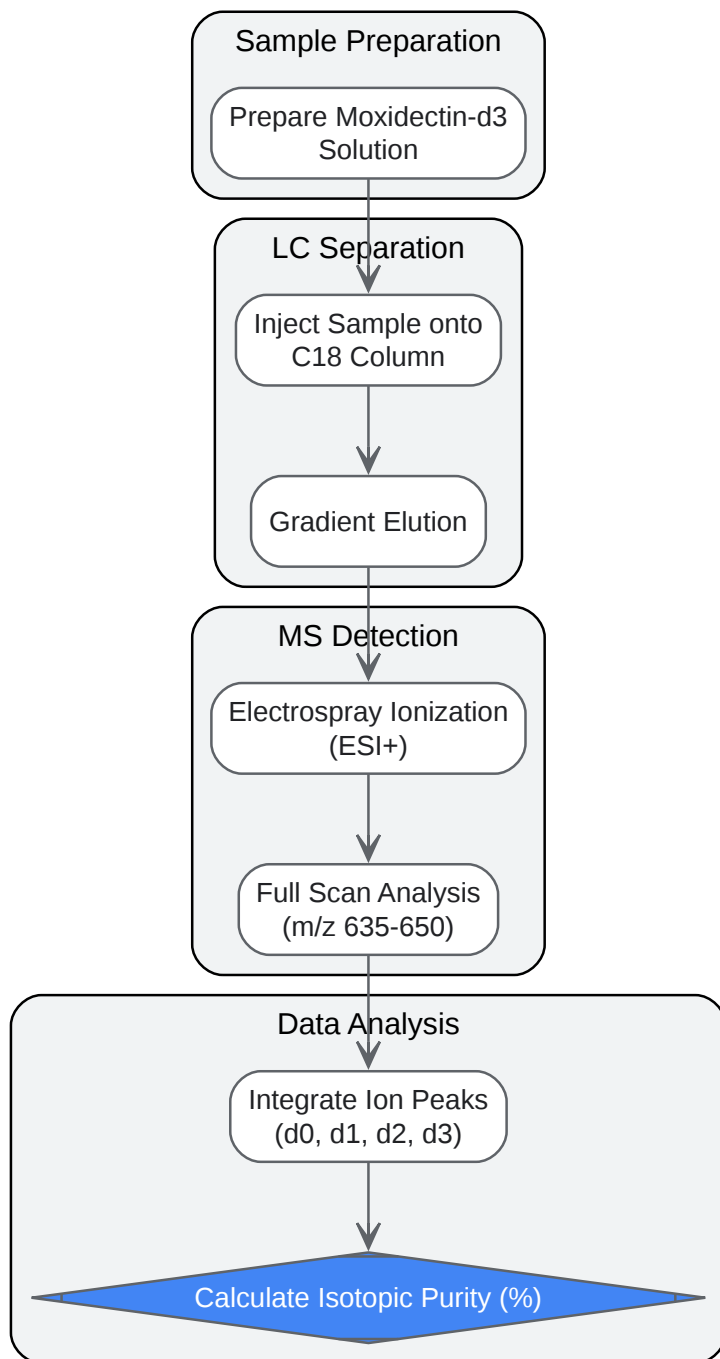 Sample Preparation
Prepare Moxidectin-d3
Solution
LC Separation
Inject Sample onto
C18 Column
Gradient Elution
MS Detection
Electrospray Ionization
(ESI+)
Full Scan Analysis
(m/z 635-650)
Data Analysis
Integrate Ion Peaks
(d0, d1, d2, d3)
Calculate Isotopic Purity (%)